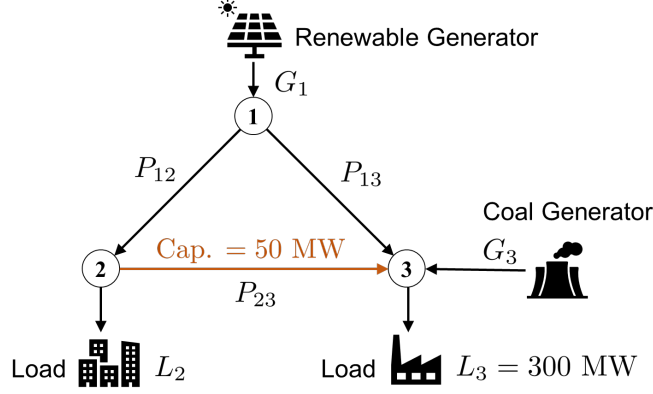 Renewable Generator
G₁
1
P₁₂
P₁₃
Coal Generator
Cap. = 50 MW
G₃
2
3
P₂₃
Load
L₂
Load
L₃ = 300 MW